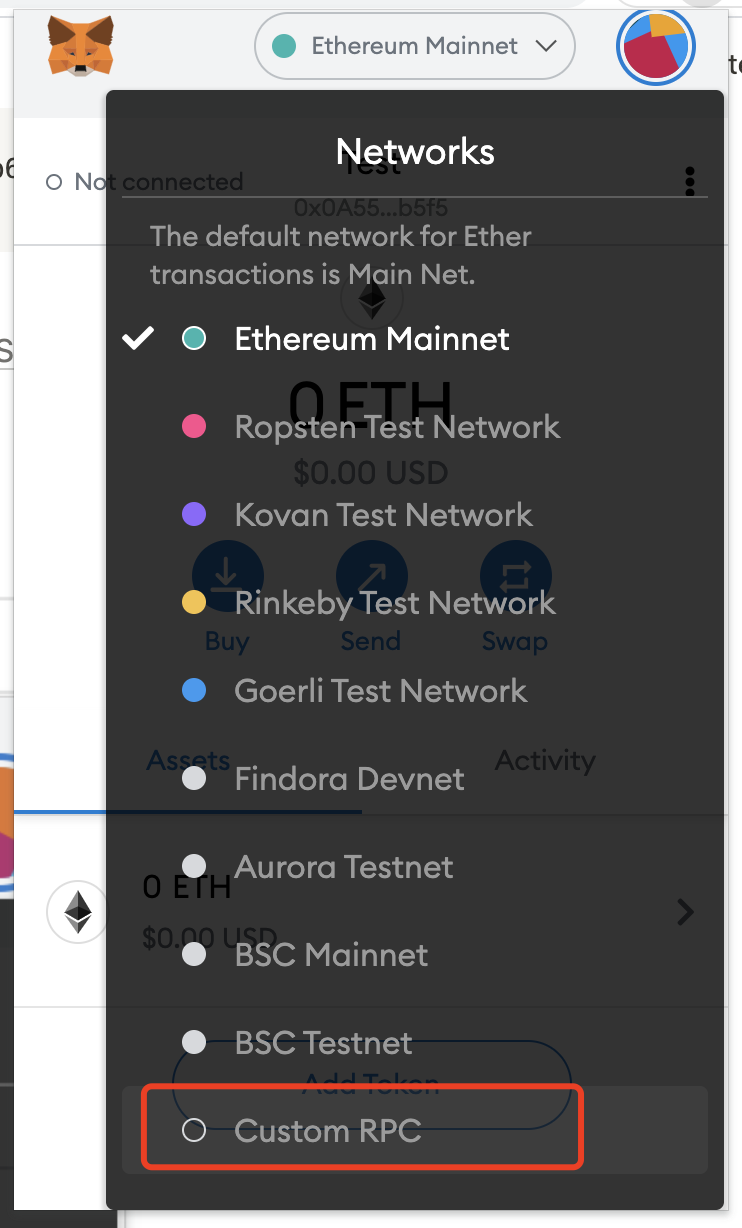 Ethereum Mainnet
Networks
Test
Not connected
0x0A55...b5f5
The default network for Ether
transactions is Main Net.
Ethereum Mainnet
0 ETH
Ropsten Test Network
$0.00 USD
Kovan Test Network
Rinkeby Test Network
Buy
Send
Swap
Goerli Test Network
Assets
Activity
Findora Devnet
Aurora Testnet
0 ETH
$0.00 USD
BSC Mainnet
BSC Testnet
Add Token
Custom RPC